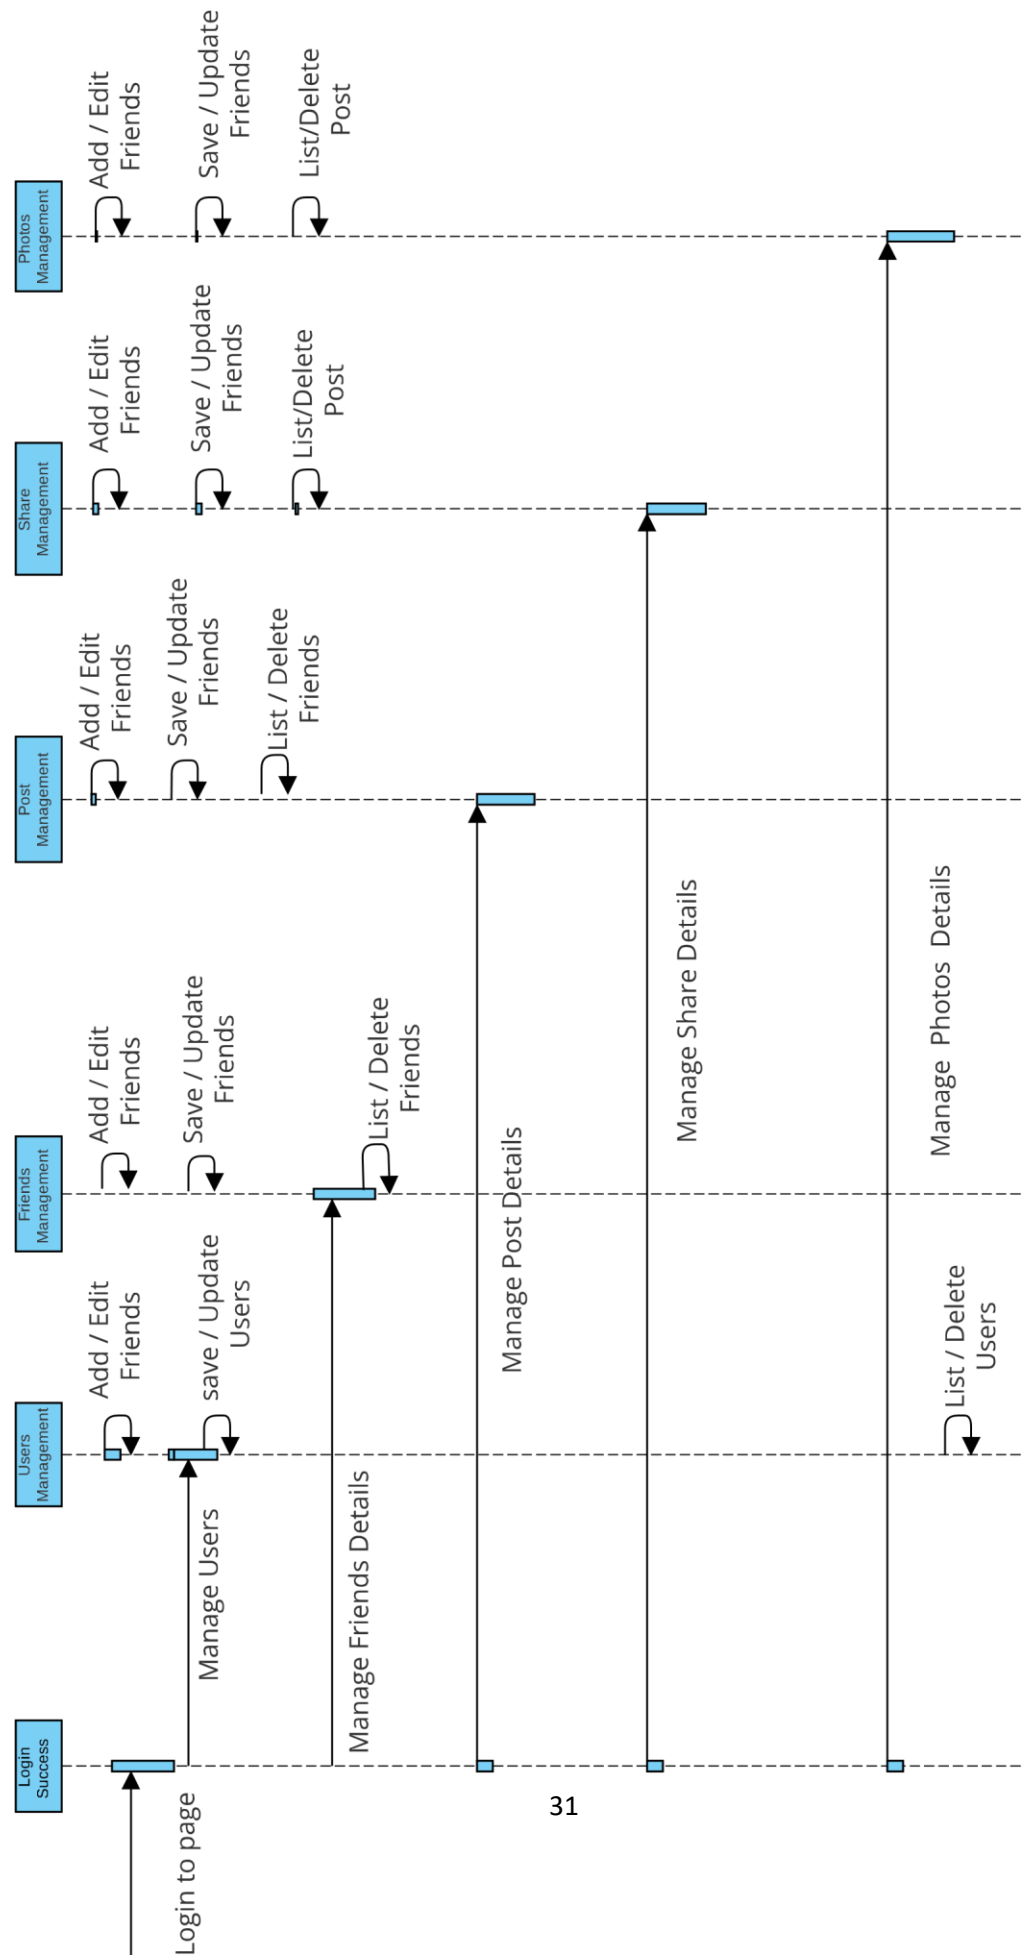 Login
Success
Users
Management
Friends
Management
Post
Management
Share
Management
Photos
Management
Add / Edit
Friends
Add / Edit
Friends
Add / Edit
Friends
Add / Edit
Friends
Add / Edit
Friends
Login to page
Manage Users
save / Update
Users
Save / Update
Friends
Save / Update
Friends
Save / Update
Friends
Save / Update
Friends
List / Delete
Friends
List/Delete
Post
List/Delete
Post
Manage Friends Details
List / Delete
Friends
Manage Post Details
Manage Share Details
Manage Photos Details
List / Delete
Users
31